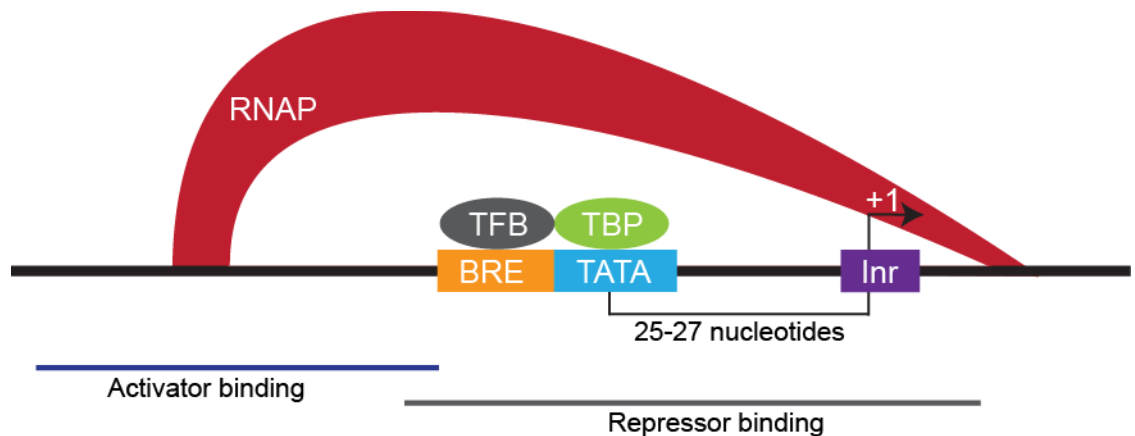 RNAP
+1
TFB
TBP
BRE
TATA
Inr
25-27 nucleotides
Activator binding
Repressor binding